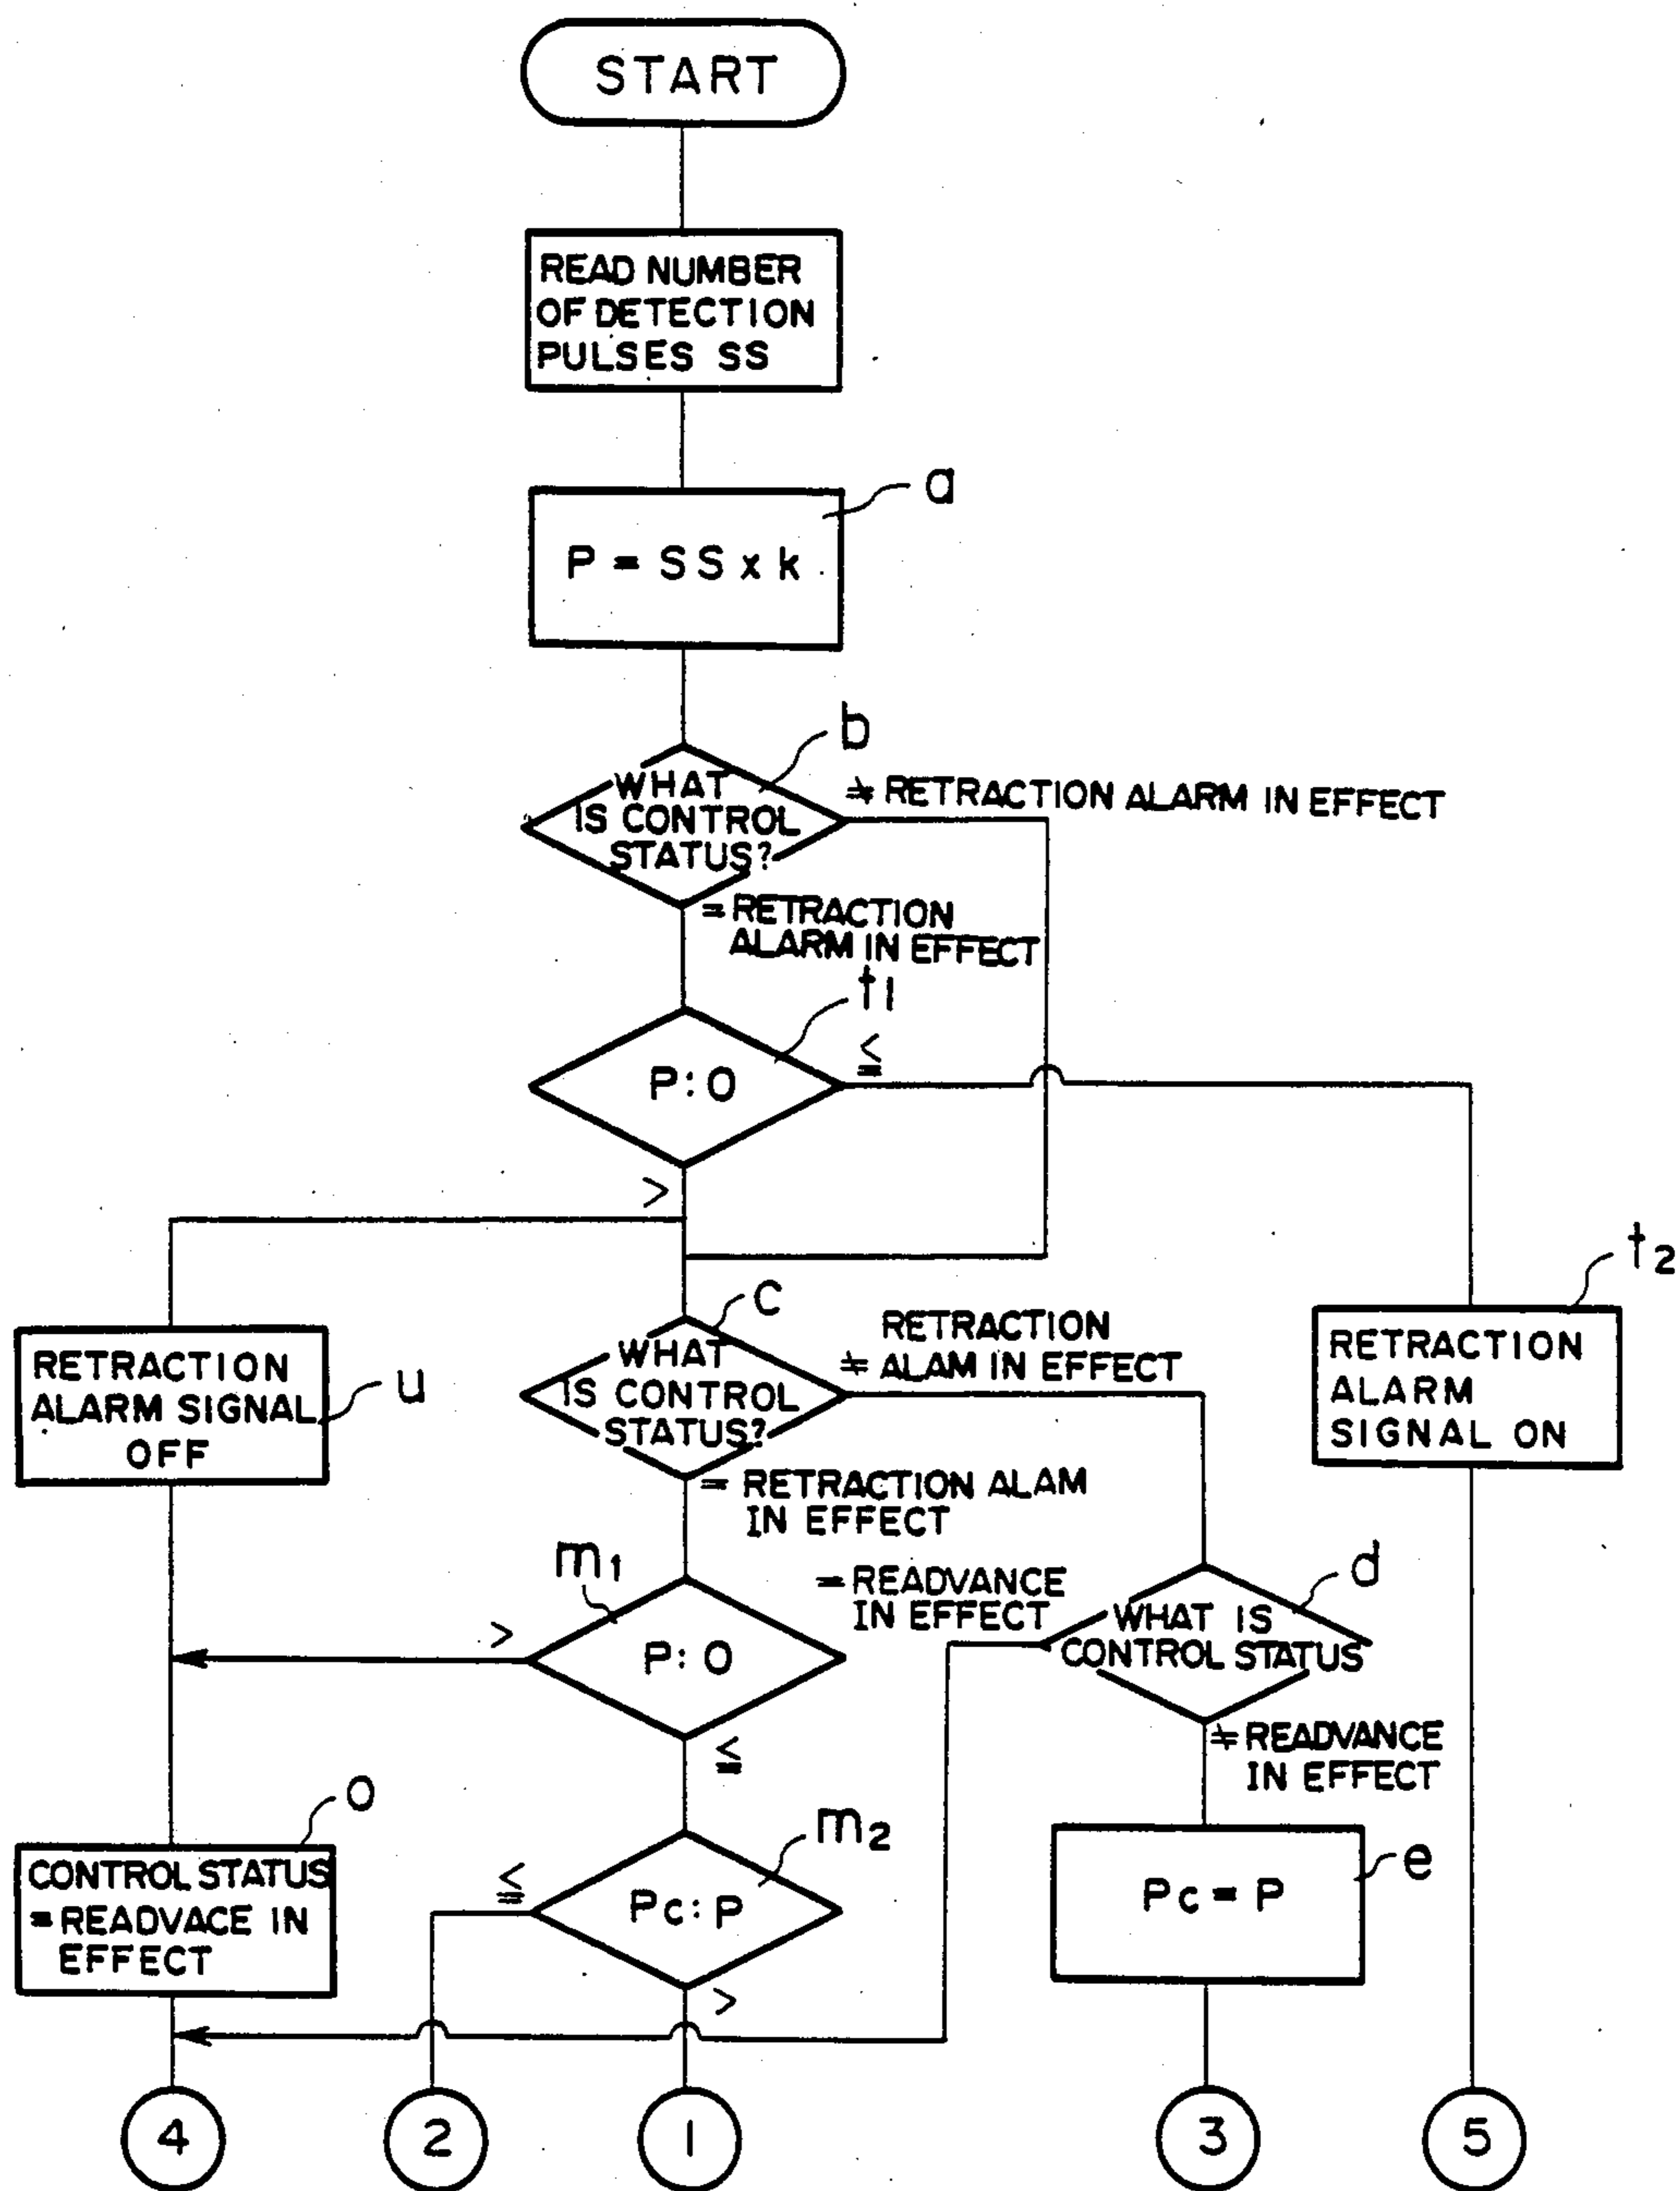 START
READ NUMBER
OF DETECTION
PULSES SS
a
P = SS x k
b
WHAT
IS CONTROL
STATUS?
≠ RETRACTION ALARM IN EFFECT
= RETRACTION
ALARM IN EFFECT
t1
P : 0
≦
>
t2
RETRACTION
ALARM
SIGNAL ON
c
WHAT
IS CONTROL
STATUS?
RETRACTION
≠ ALAM IN EFFECT
RETRACTION
ALARM SIGNAL
OFF
u
= RETRACTION ALAM
IN EFFECT
m1
P : 0
>
≦
= READVANCE
IN EFFECT
d
WHAT IS
CONTROL STATUS
≠ READVANCE
IN EFFECT
o
CONTROL STATUS
= READVACE IN
EFFECT
m2
Pc : P
≦
>
e
Pc = P
4
2
1
3
5